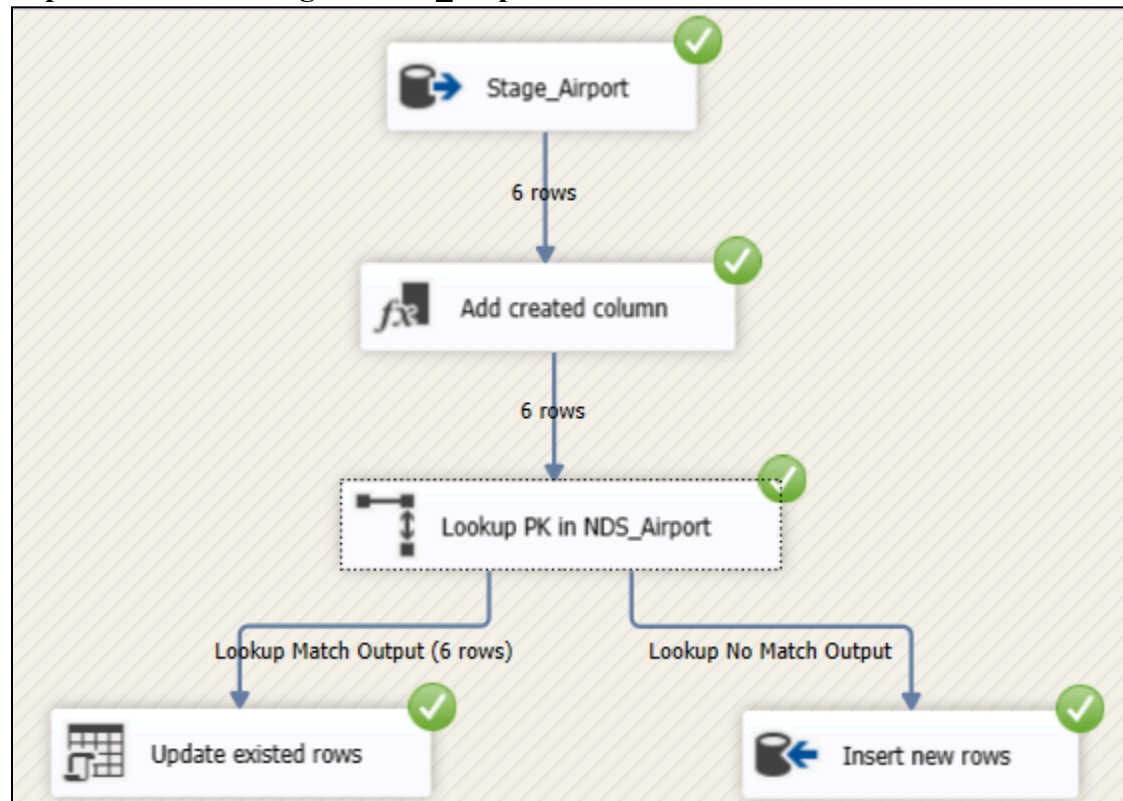 Stage_Airport
6 rows
Add created column
6 rows
Lookup PK in NDS_Airport
Lookup Match Output (6 rows)
Lookup No Match Output
Update existed rows
Insert new rows